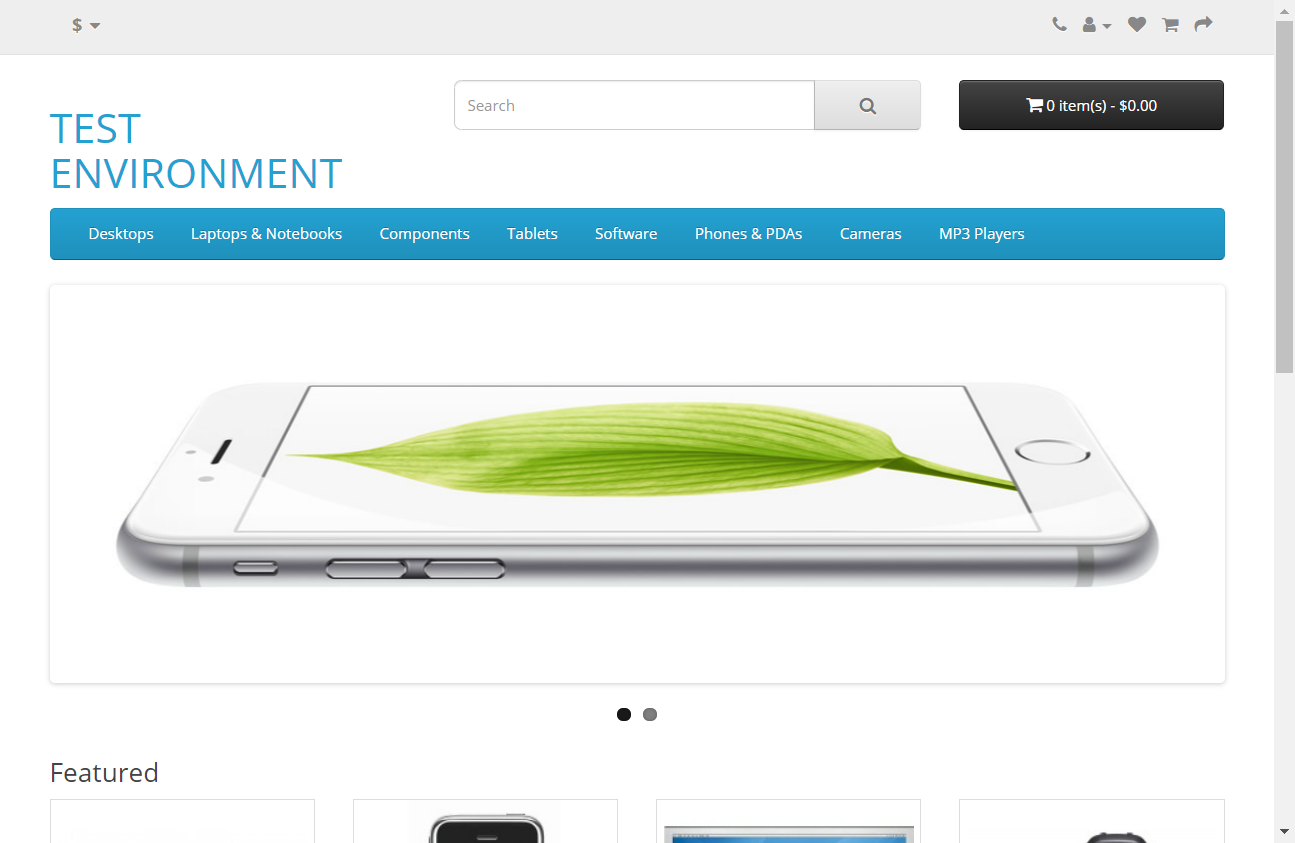 $
Search
0 item(s) - $0.00
TEST
ENVIRONMENT
Desktops
Laptops & Notebooks
Components
Tablets
Software
Phones & PDAs
Cameras
MP3 Players
Featured